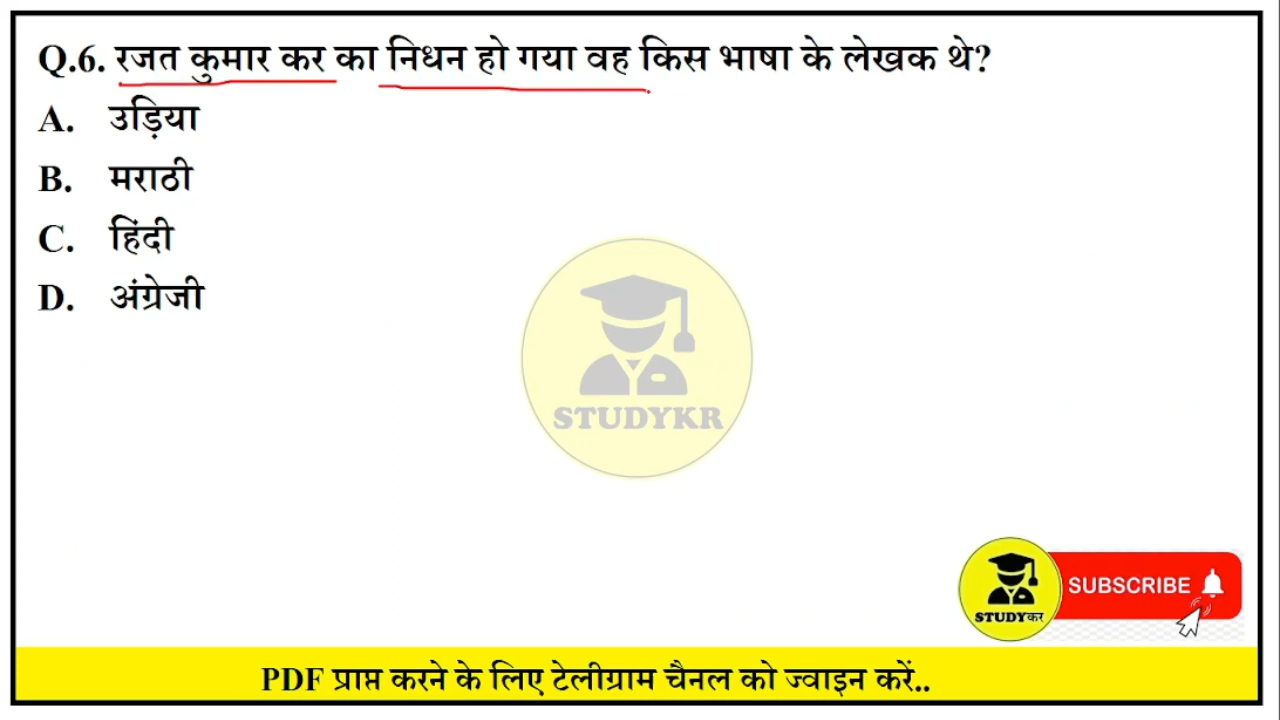 Q.6. रजत कुमार कर का निधन हो गया वह किस भाषा के लेखक थे?
A. उड़िया
B. मराठी
C. हिंदी
D. अंग्रेजी
STUDYKR
SUBSCRIBE
STUDYकर
PDF प्राप्त करने के लिए टेलीग्राम चैनल को ज्वाइन करें..